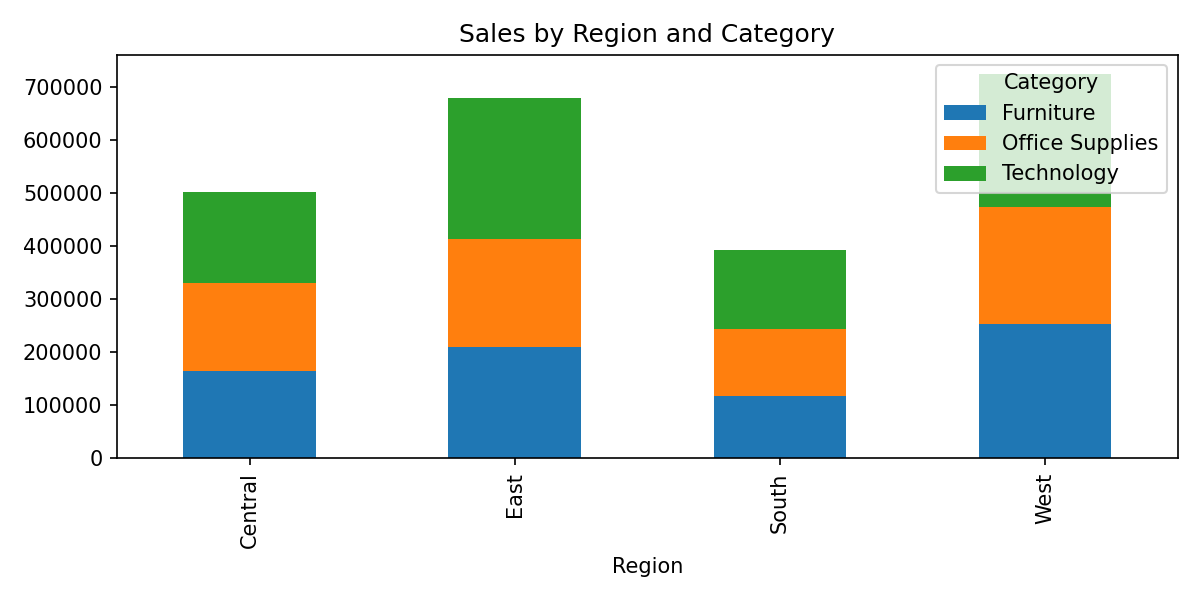 Sales by Region and Category
700000
600000
500000
400000
300000
200000
100000
0
Category
Furniture
Office Supplies
Technology
Central
East
South
West
Region